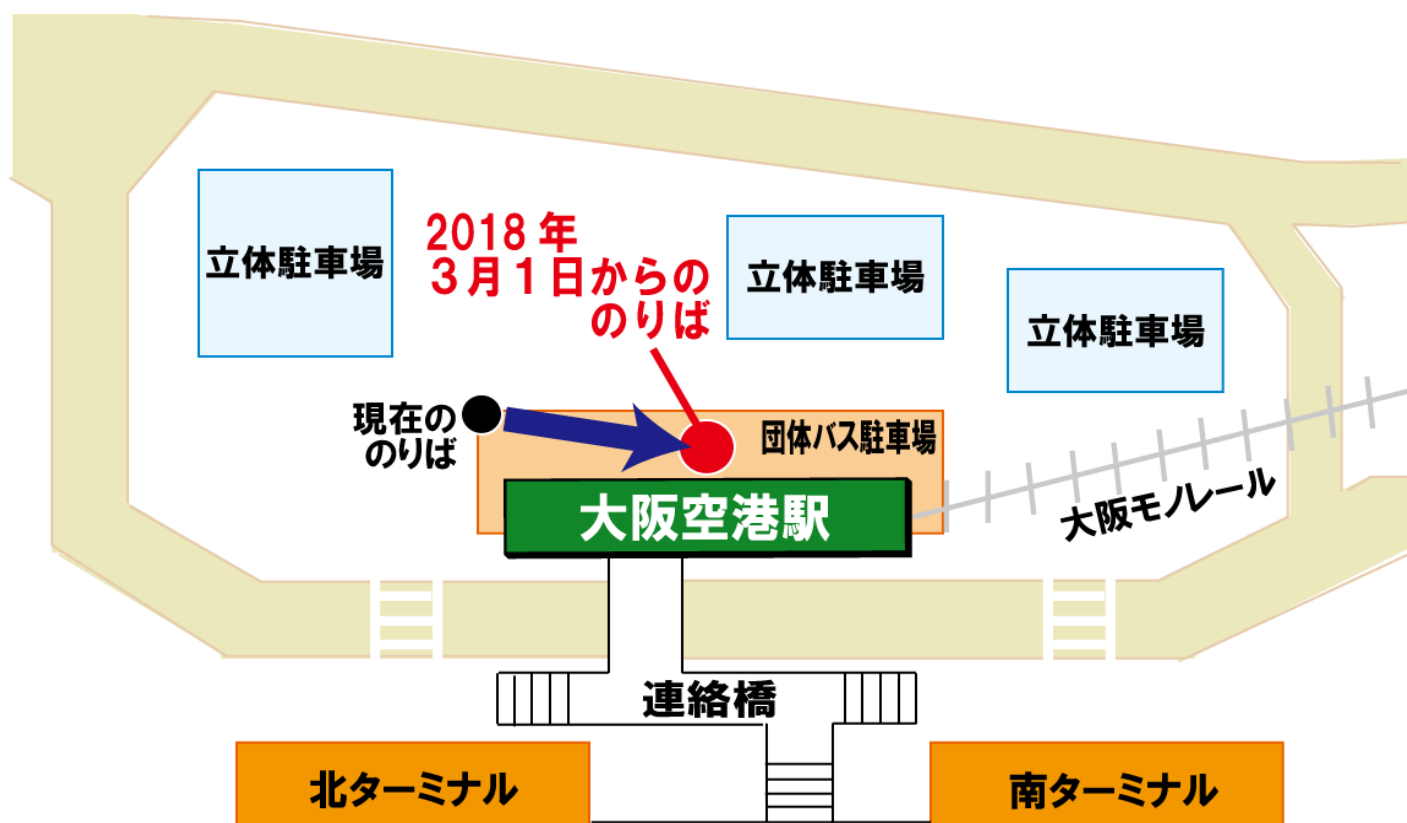 2018 年
３月１日からの
のりば
立体駐車場
立体駐車場
立体駐車場
現在の
のりば
団体バス駐車場
大阪空港駅
大阪モノレール
連絡橋
北ターミナル
南ターミナル